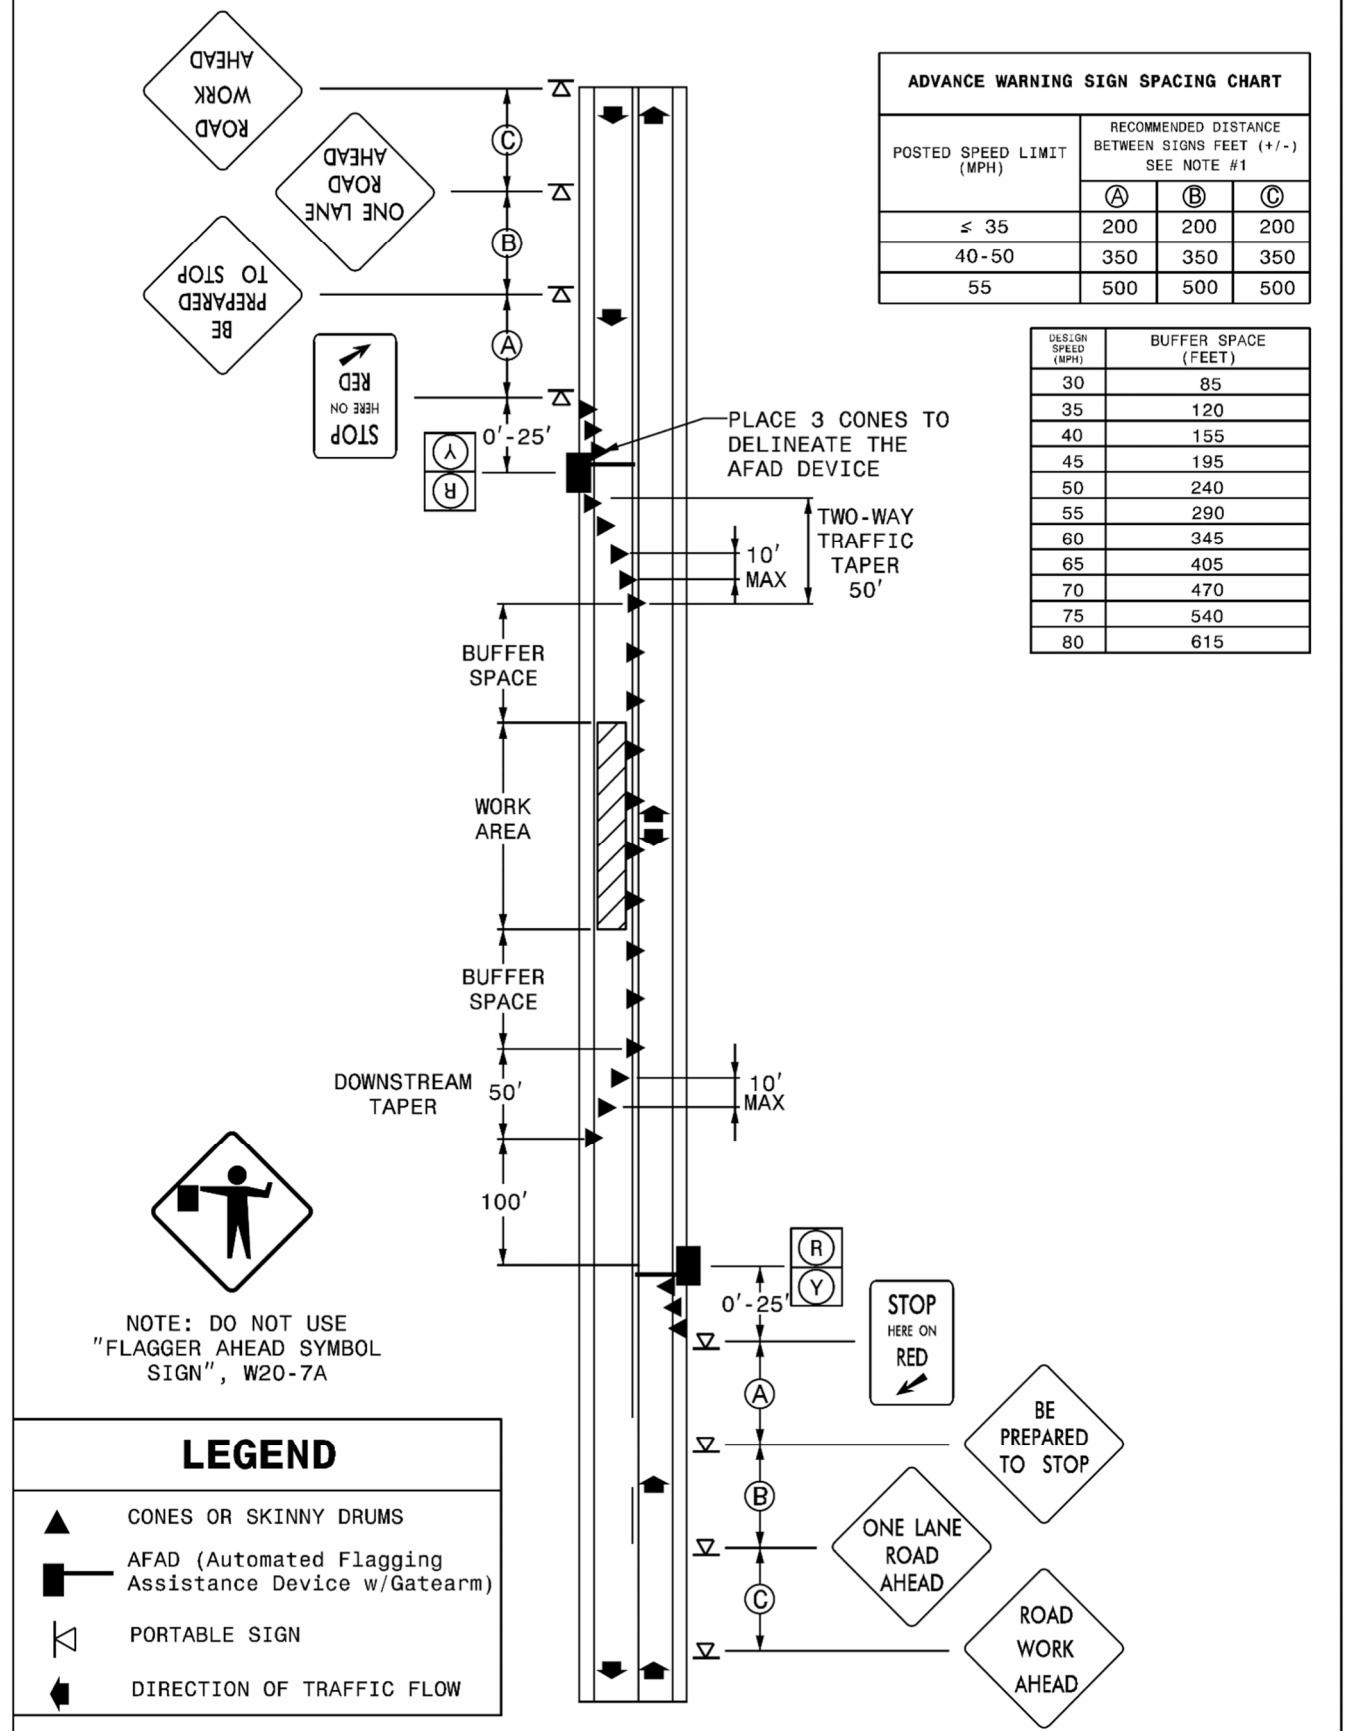 ROAD
WORK
AHEAD
ONE LANE
ROAD
AHEAD
BE
PREPARED
TO STOP
STOP
HERE ON
RED
Y
R
C
B
A
0'-25'
PLACE 3 CONES TO
DELINEATE THE
AFAD DEVICE
TWO-WAY
TRAFFIC
TAPER
50'
10'
MAX
BUFFER
SPACE
WORK
AREA
BUFFER
SPACE
DOWNSTREAM
TAPER
50'
10'
MAX
100'
ADVANCE WARNING SIGN SPACING CHART
POSTED SPEED LIMIT
(MPH)
RECOMMENDED DISTANCE
BETWEEN SIGNS FEET (+/-)
SEE NOTE #1
A B C
≤ 35 200 200 200
40-50 350 350 350
55 500 500 500
DESIGN
SPEED
(MPH)
BUFFER SPACE
(FEET)
30 85
35 120
40 155
45 195
50 240
55 290
60 345
65 405
70 470
75 540
80 615
NOTE: DO NOT USE
"FLAGGER AHEAD SYMBOL
SIGN", W20-7A
R
Y
0'-25'
STOP
HERE ON
RED
A
B
C
BE
PREPARED
TO STOP
ONE LANE
ROAD
AHEAD
ROAD
WORK
AHEAD
LEGEND
CONES OR SKINNY DRUMS
AFAD (Automated Flagging
Assistance Device w/Gatearm)
PORTABLE SIGN
DIRECTION OF TRAFFIC FLOW